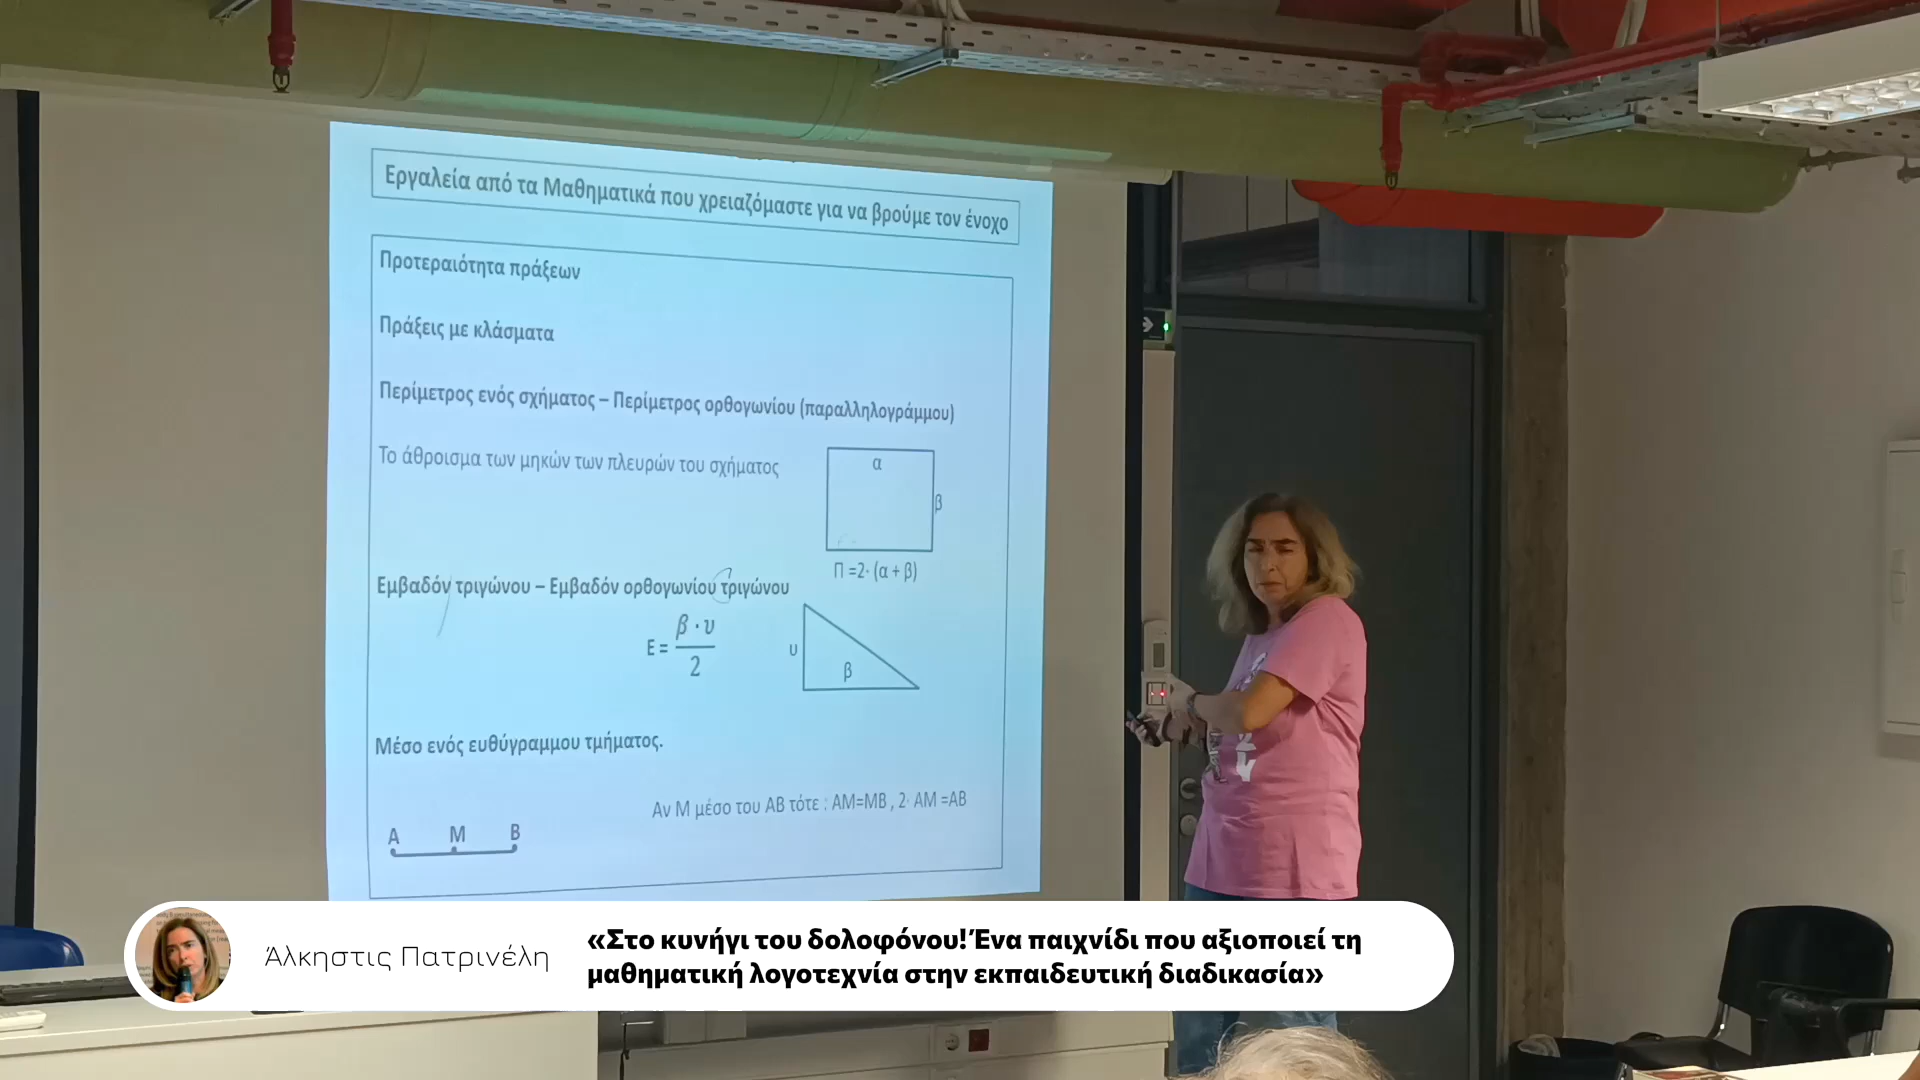 Εργαλεία από τα Μαθηματικά που χρειαζόμαστε για να βρούμε τον ένοχο
Προτεραιότητα πράξεων
Πράξεις με κλάσματα
Περίμετρος ενός σχήματος – Περίμετρος ορθογωνίου (παραλληλογράμμου)
Το άθροισμα των μηκών των πλευρών του σχήματος
α
β
Π =2· (α + β)
Εμβαδόν τριγώνου – Εμβαδόν ορθογωνίου τριγώνου
Ε = β · υ / 2
υ
β
Μέσο ενός ευθύγραμμου τμήματος.
Αν Μ μέσο του ΑΒ τότε : ΑΜ=ΜΒ , 2· ΑΜ =ΑΒ
Α Μ Β
Άλκηστις Πατρινέλη
«Στο κυνήγι του δολοφόνου! Ένα παιχνίδι που αξιοποιεί τη
μαθηματική λογοτεχνία στην εκπαιδευτική διαδικασία»